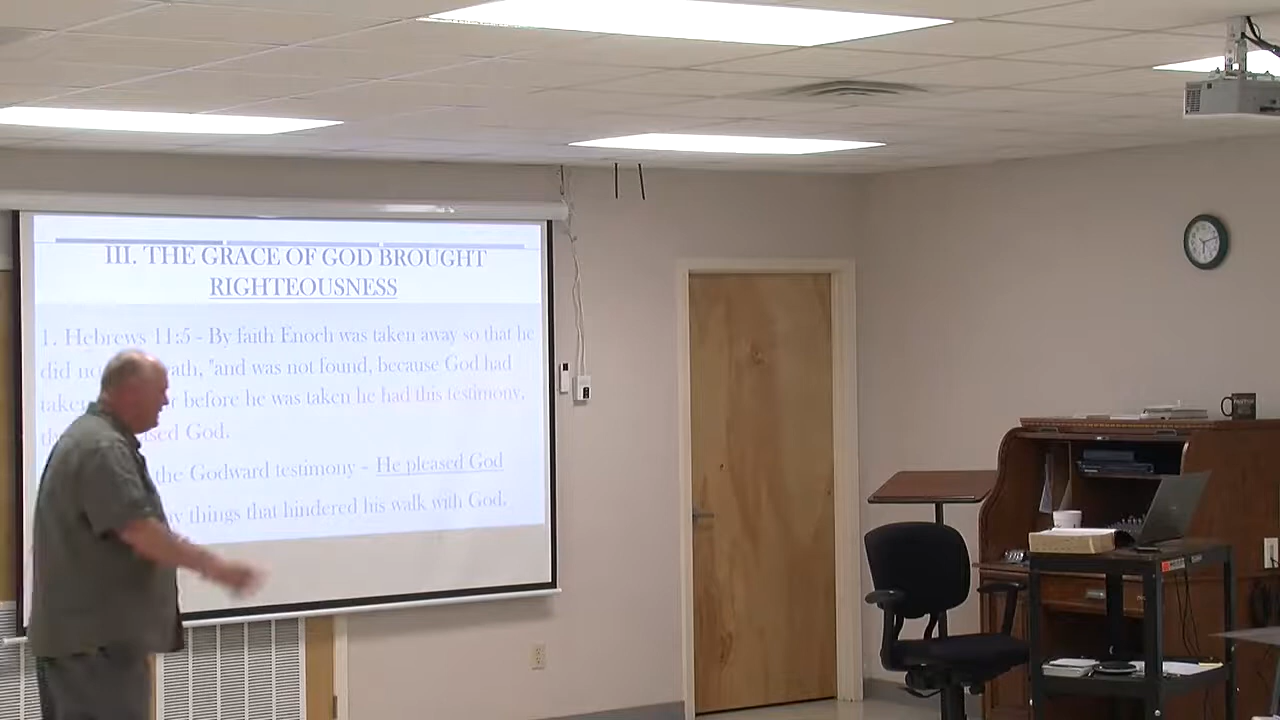 III. THE GRACE OF GOD BROUGHT
RIGHTEOUSNESS
1. Hebrews 11:5 - By faith Enoch was taken away so that he
did no ath, "and was not found, because God had
taken before he was taken he had this testimony,
sed God.
the Godward testimony - He pleased God
things that hindered his walk with God.